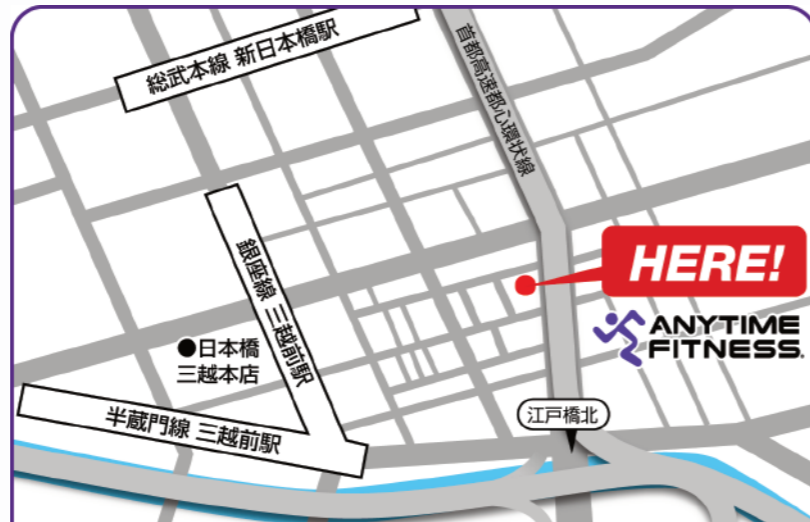 総武本線 新日本橋駅
首都高速都心環状線
銀座線 三越前駅
HERE!
ANYTIME
FITNESS.
●日本橋
三越本店
江戸橋北
半蔵門線 三越前駅